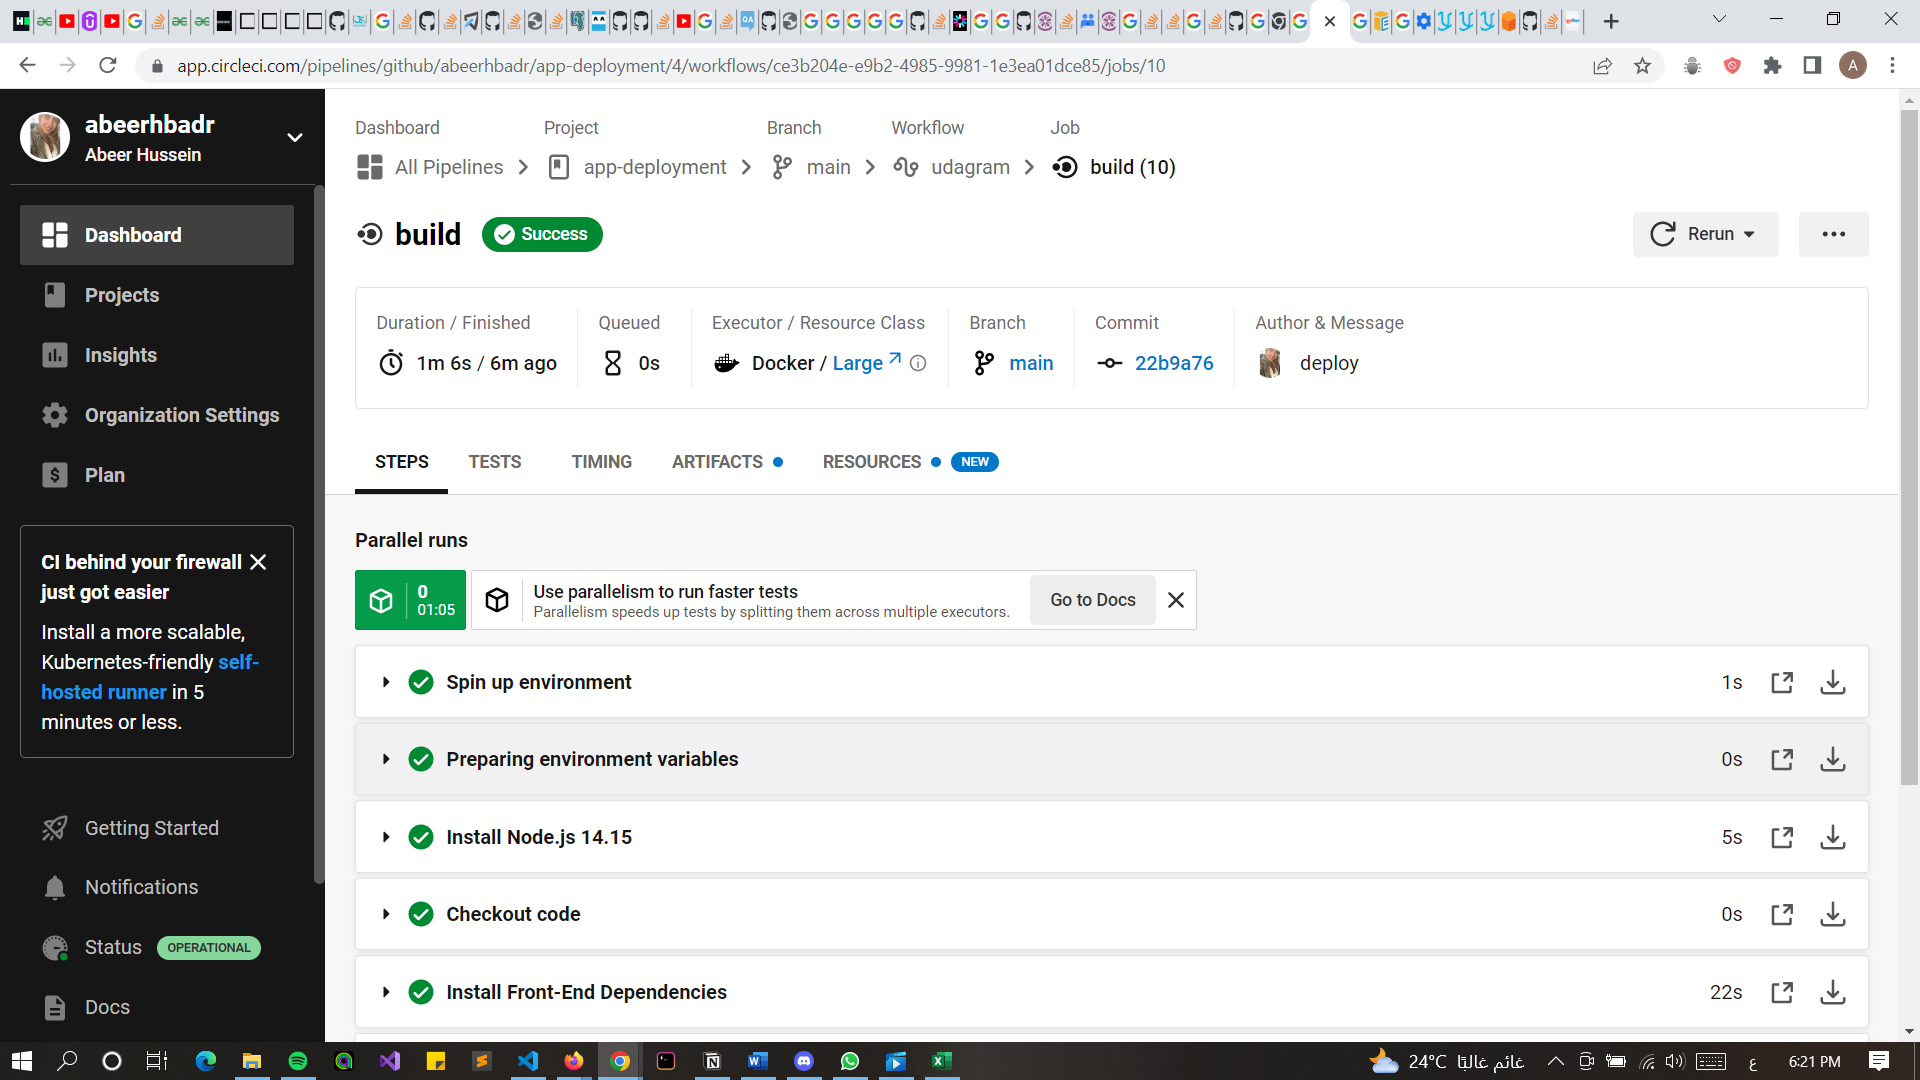 app.circleci.com/pipelines/github/abeerhbadr/app-deployment/4/workflows/ce3b204e-e9b2-4985-9981-1e3ea01dce85/jobs/10
A
abeerhbadr
Abeer Hussein
Dashboard
Projects
Insights
Organization Settings
Plan
CI behind your firewall
just got easier
Install a more scalable,
Kubernetes-friendly self-
hosted runner in 5
minutes or less.
Getting Started
Notifications
Status OPERATIONAL
Docs
Dashboard Project Branch Workflow Job
All Pipelines app-deployment main udagram build (10)
build Success Rerun
Duration / Finished Queued Executor / Resource Class Branch Commit Author & Message
1m 6s / 6m ago 0s Docker / Large main 22b9a76 deploy
STEPS TESTS TIMING ARTIFACTS RESOURCES NEW
Parallel runs
0
01:05
Use parallelism to run faster tests
Parallelism speeds up tests by splitting them across multiple executors.
Go to Docs
Spin up environment 1s
Preparing environment variables 0s
Install Node.js 14.15 5s
Checkout code 0s
Install Front-End Dependencies 22s
24°C غائم غالبًا ع 6:21 PM